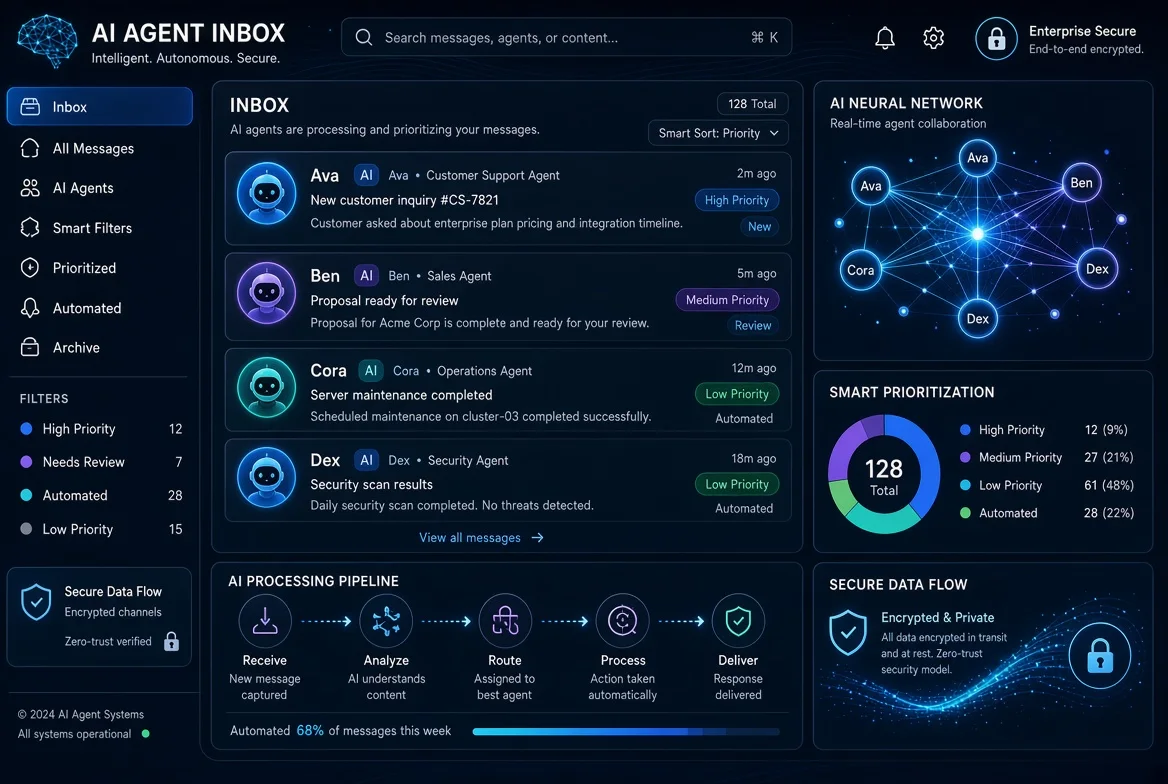 AI AGENT INBOX
Intelligent. Autonomous. Secure.
Search messages, agents, or content...
⌘ K
Enterprise Secure
End-to-end encrypted.
Inbox
All Messages
AI Agents
Smart Filters
Prioritized
Automated
Archive
FILTERS
High Priority 12
Needs Review 7
Automated 28
Low Priority 15
Secure Data Flow
Encrypted channels
Zero-trust verified
© 2024 AI Agent Systems
All systems operational
INBOX
128 Total
AI agents are processing and prioritizing your messages.
Smart Sort: Priority
Ava AI Ava • Customer Support Agent 2m ago
New customer inquiry #CS-7821 High Priority
Customer asked about enterprise plan pricing and integration timeline. New
Ben AI Ben • Sales Agent 5m ago
Proposal ready for review Medium Priority
Proposal for Acme Corp is complete and ready for your review. Review
Cora AI Cora • Operations Agent 12m ago
Server maintenance completed Low Priority
Scheduled maintenance on cluster-03 completed successfully. Automated
Dex AI Dex • Security Agent 18m ago
Security scan results Low Priority
Daily security scan completed. No threats detected. Automated
View all messages →
AI PROCESSING PIPELINE
Receive
New message
captured
Analyze
AI understands
content
Route
Assigned to
best agent
Process
Action taken
automatically
Deliver
Response
delivered
Automated 68% of messages this week
AI NEURAL NETWORK
Real-time agent collaboration
Ava
Ava
Ben
Cora
Dex
Dex
SMART PRIORITIZATION
128
Total
High Priority 12 (9%)
Medium Priority 27 (21%)
Low Priority 61 (48%)
Automated 28 (22%)
SECURE DATA FLOW
Encrypted & Private
All data encrypted in transit
and at rest. Zero-trust
security model.